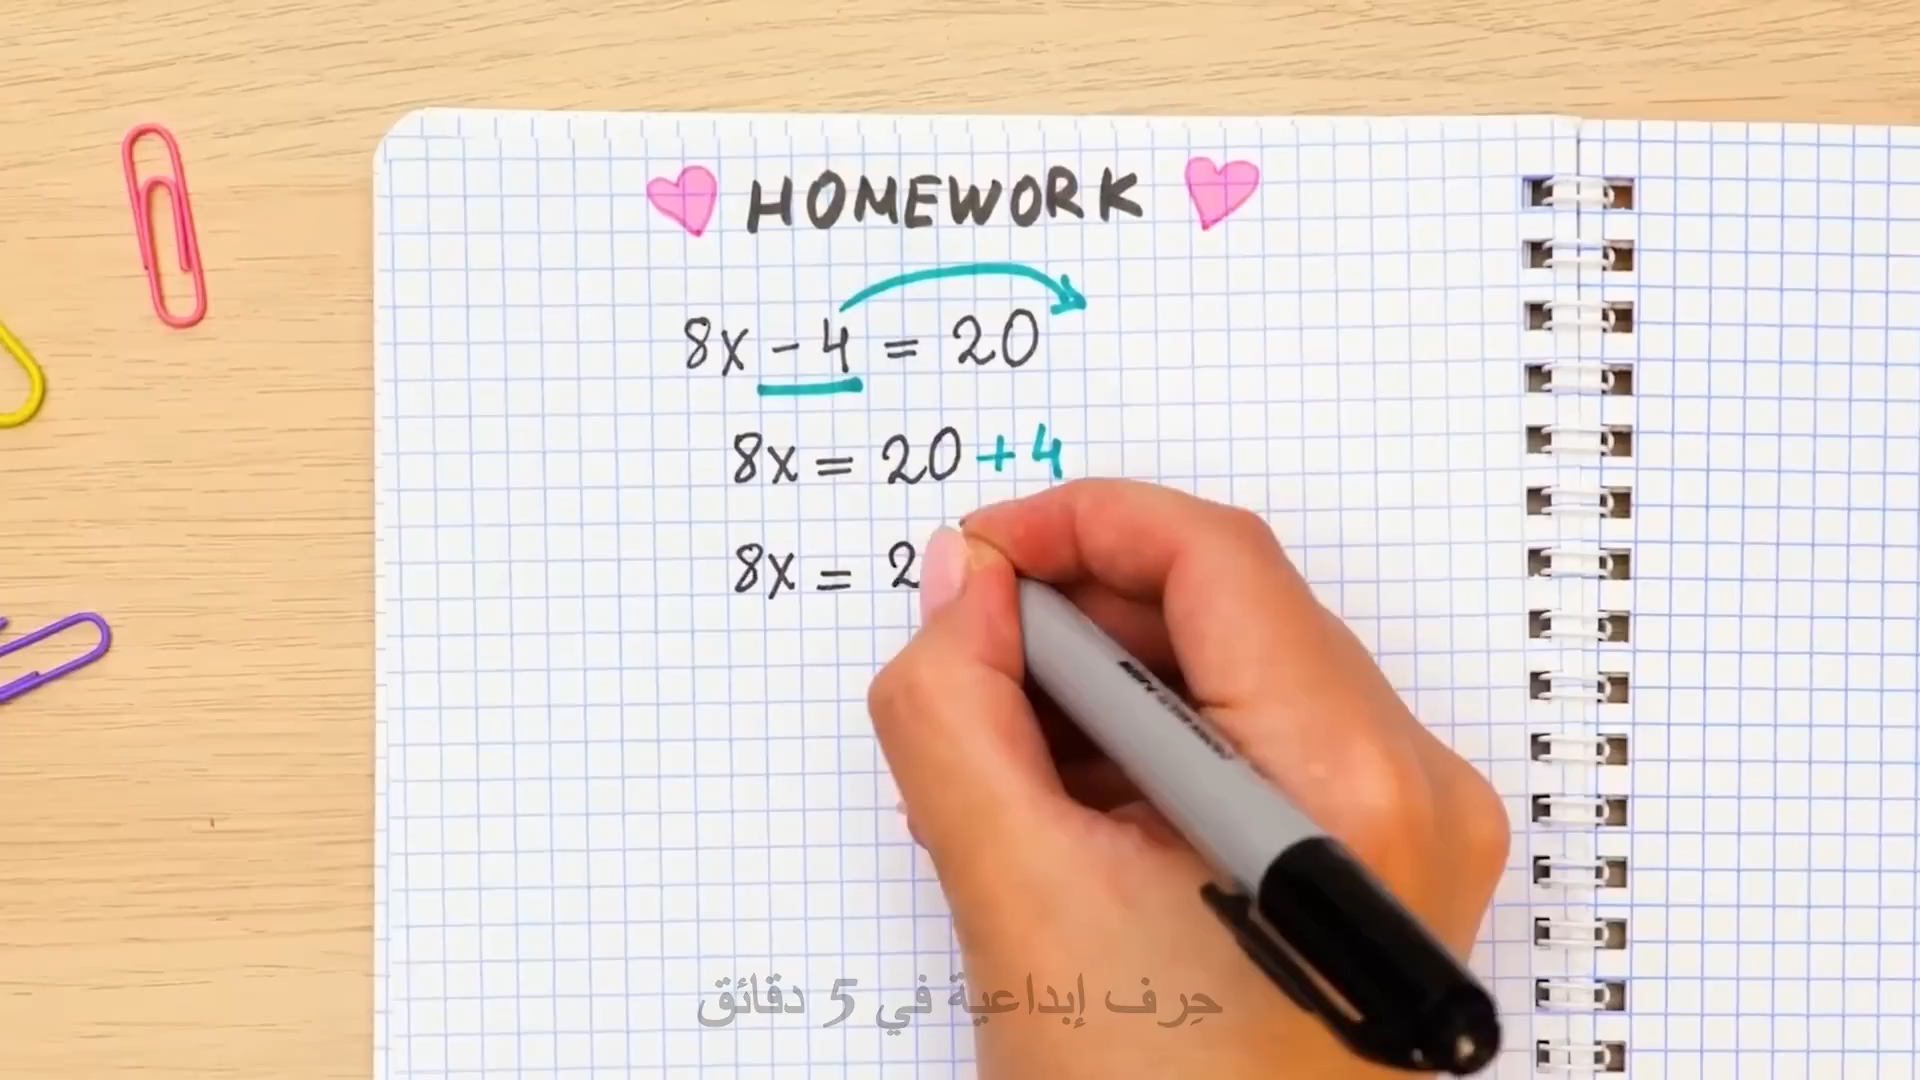 HOMEWORK
8x - 4 = 20
8x = 20 + 4
8x = 2
حِرف إبداعية في 5 دقائق